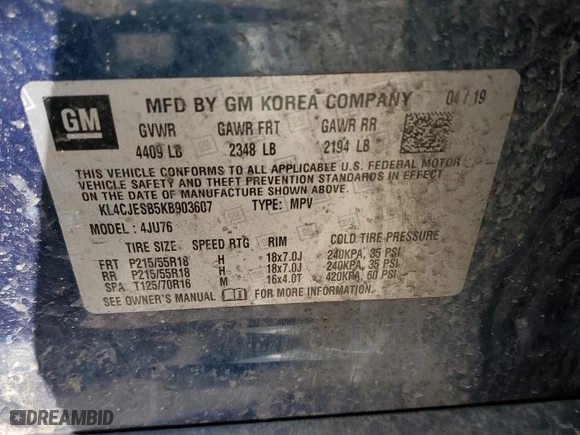 GM
MFD BY GM KOREA COMPANY 04/19
GVWR GAWR FRT GAWR RR
4409 LB 2348 LB 2194 LB
THIS VEHICLE CONFORMS TO ALL APPLICABLE U.S. FEDERAL MOTOR
VEHICLE SAFETY AND THEFT PREVENTION STANDARDS IN EFFECT
ON THE DATE OF MANUFACTURE SHOWN ABOVE.
KL4CJESB5KB903607 TYPE: MPV
MODEL: 4JU76
TIRE SIZE SPEED RTG RIM COLD TIRE PRESSURE
FRT P215/55R18 H 18x7.0J 240KPA, 35 PSI
RR P215/55R18 H 18x7.0J 240KPA, 35 PSI
SPA T125/70R16 M 16x4.0T 420KPA, 60 PSI
SEE OWNER'S MANUAL FOR MORE INFORMATION.
DREAMBID